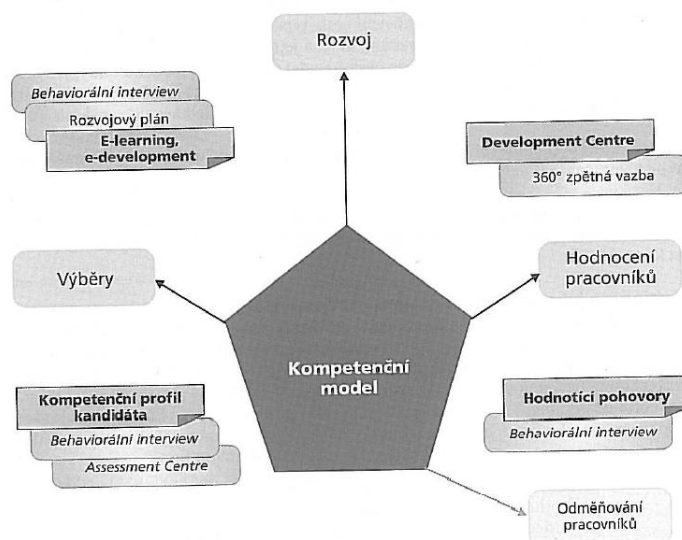 Rozvoj
Behaviorální interview
Rozvojový plán
E-learning,
e-development
Development Centre
360° zpětná vazba
Výběry
Hodnocení
pracovníků
Kompetenční
model
Kompetenční profil
kandidáta
Behaviorální interview
Assessment Centre
Hodnotící pohovory
Behaviorální interview
Odměňování
pracovníků